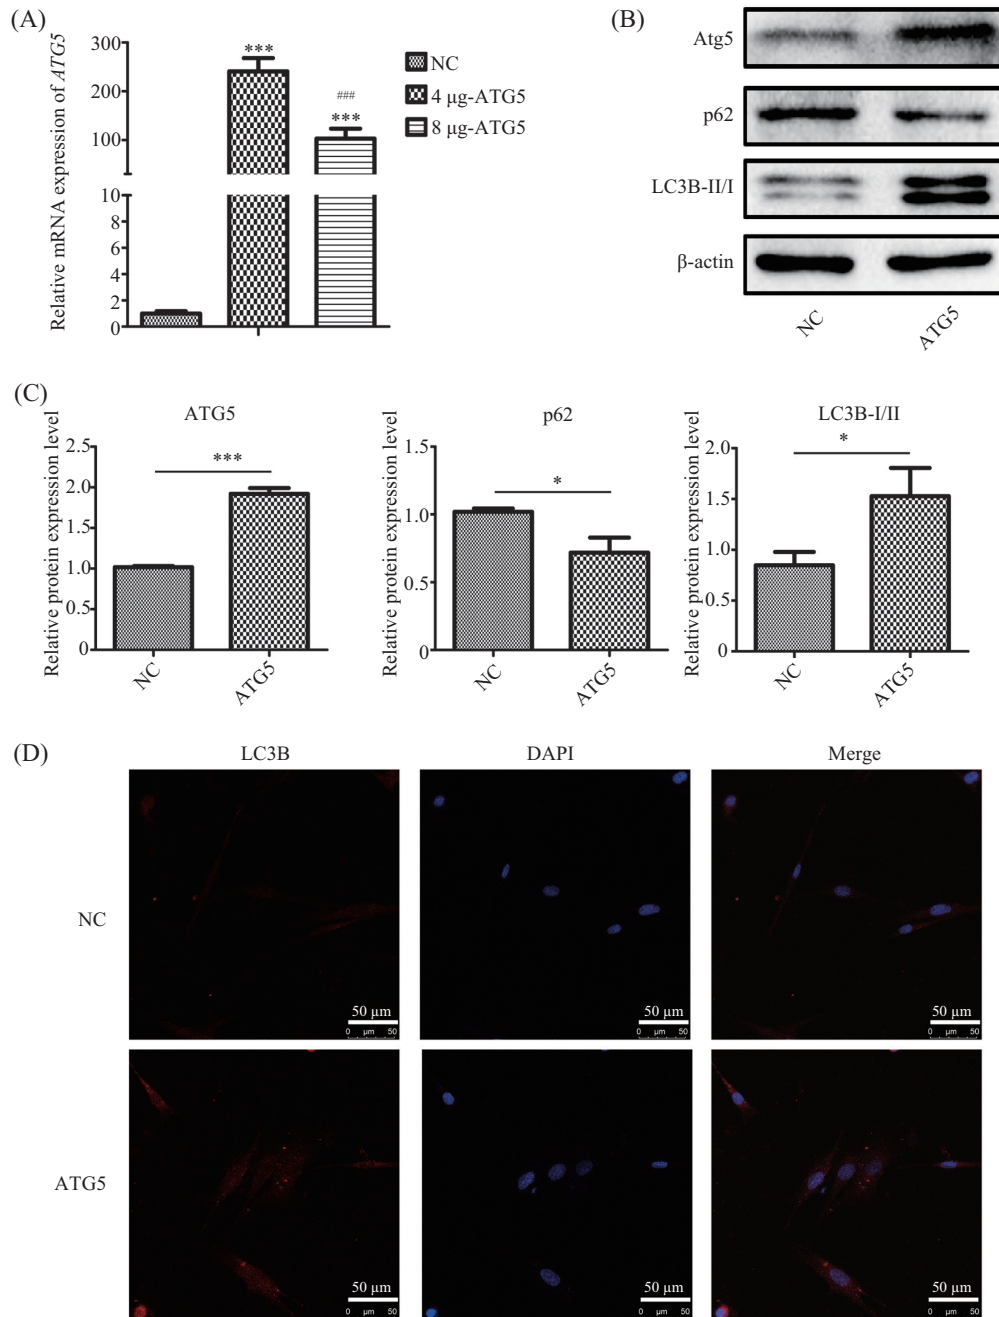 (A)
Relative mRNA expression of ATG5
300
200
100
10
8
6
4
2
0
***
###
***
NC
4 μg-ATG5
8 μg-ATG5
(B)
Atg5
p62
LC3B-II/I
β-actin
NC
ATG5
(C)
ATG5
Relative protein expression level
2.5
2.0
1.5
1.0
0.5
0
***
NC
ATG5
p62
Relative protein expression level
1.5
1.0
0.5
0
*
NC
ATG5
LC3B-I/II
Relative protein expression level
2.0
1.5
1.0
0.5
0
*
NC
ATG5
(D)
LC3B
DAPI
Merge
NC
50 μm
0 μm 50
50 μm
0 μm 50
50 μm
0 μm 50
ATG5
50 μm
0 μm 50
50 μm
0 μm 50
50 μm
0 μm 50